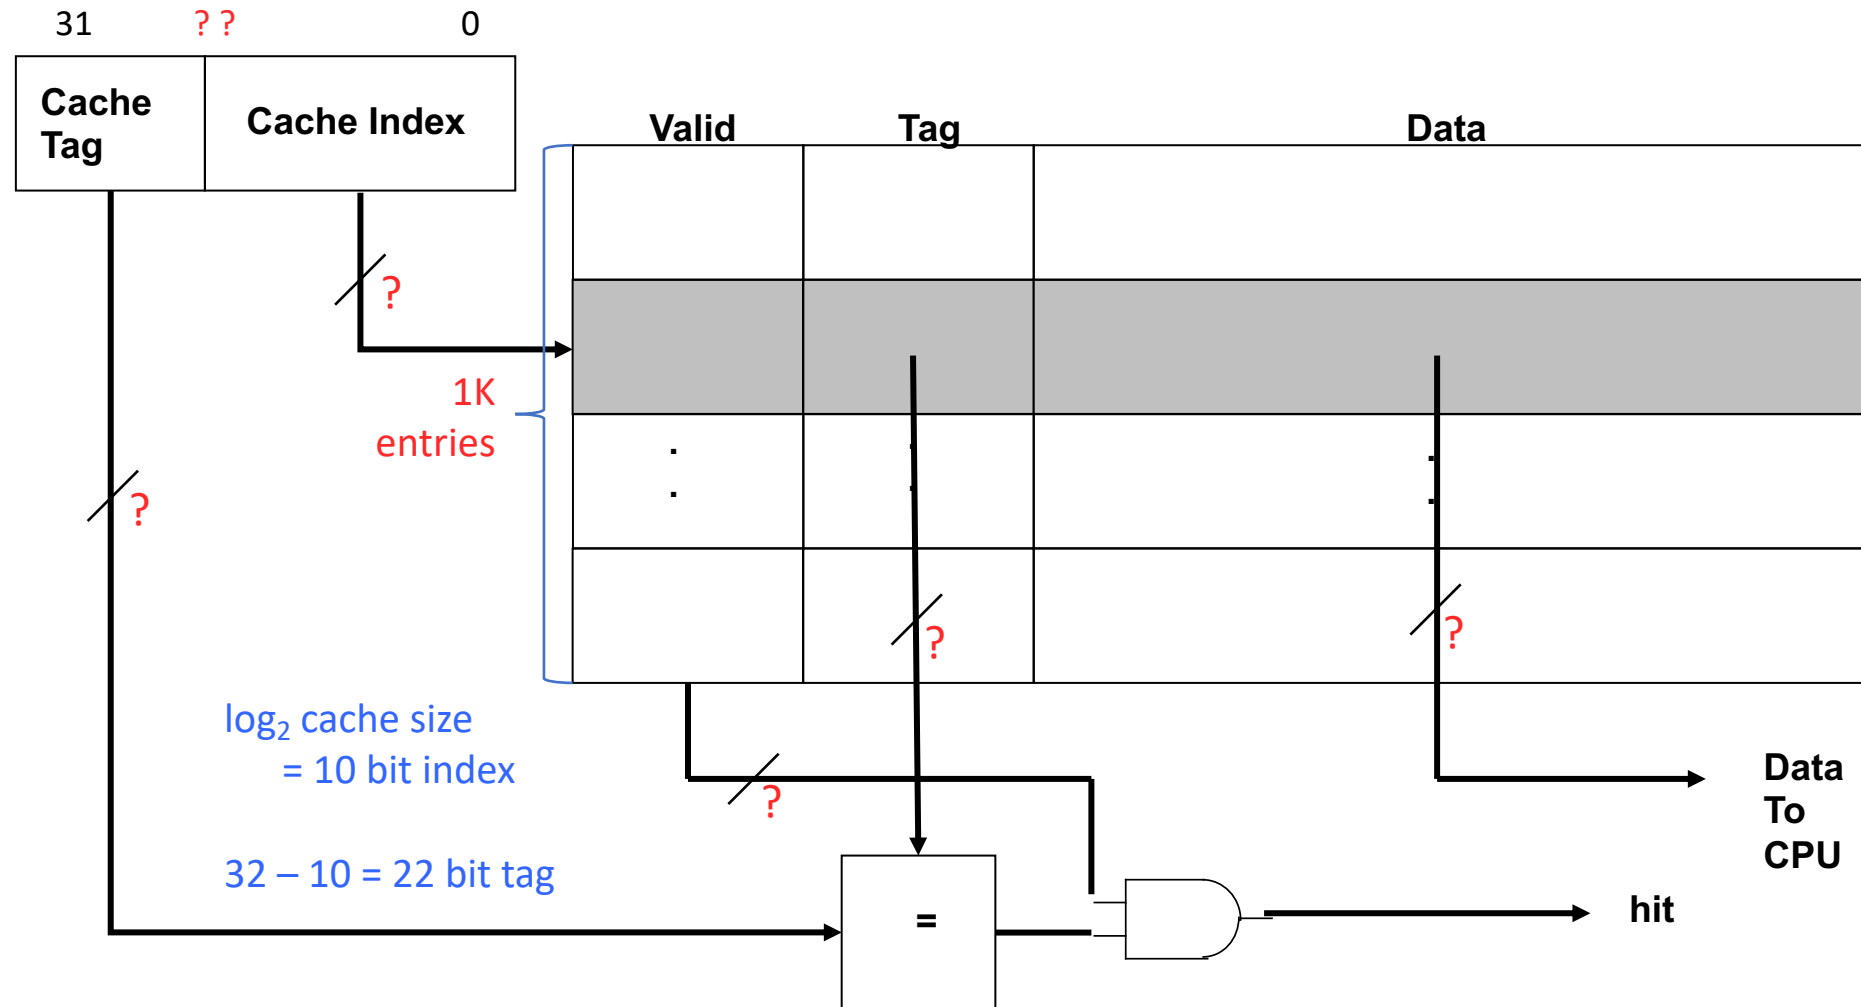 31 ? ? 0
Cache
Tag
Cache Index
Valid Tag Data
?
1K
entries
?
. . .
. . .
? ?
log₂ cache size
= 10 bit index
?
Data
To
CPU
32 – 10 = 22 bit tag
=
hit